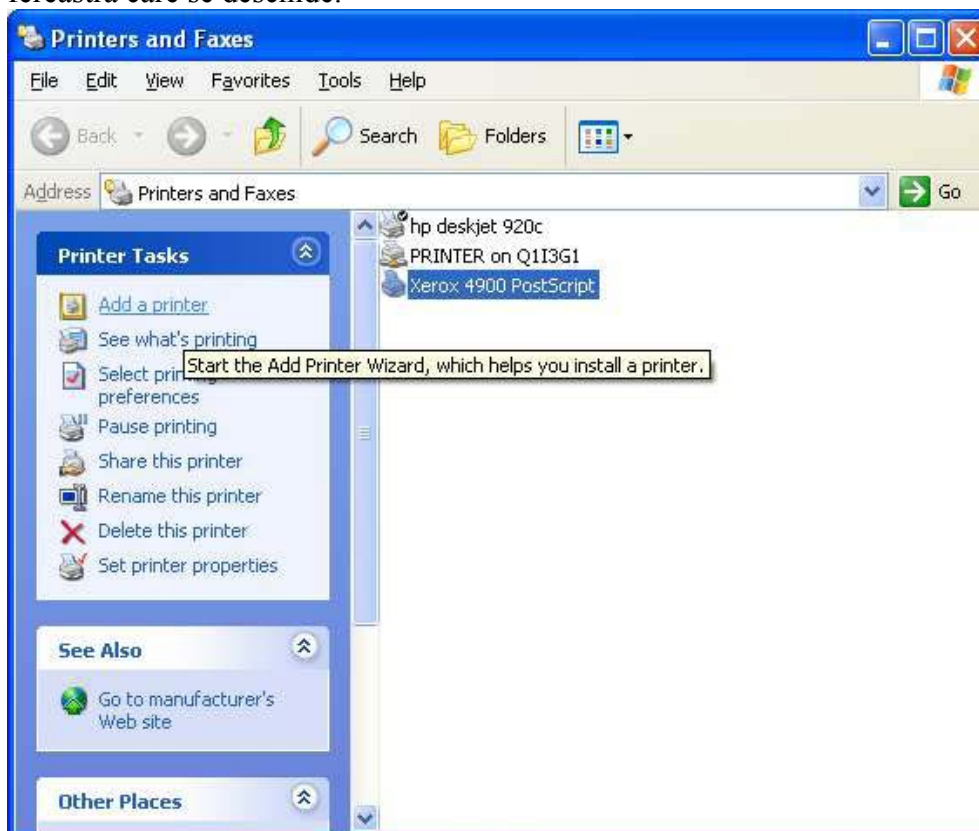 fereastra care se deschide.
Printers and Faxes
File Edit View Favorites Tools Help
Back Search Folders
Address Printers and Faxes Go
Printer Tasks
Add a printer
See what's printing
Select printing
preferences
Pause printing
Share this printer
Rename this printer
Delete this printer
Set printer properties
See Also
Go to manufacturer's
Web site
Other Places
hp deskjet 920c
PRINTER on Q1I3G1
Xerox 4900 PostScript
Start the Add Printer Wizard, which helps you install a printer.